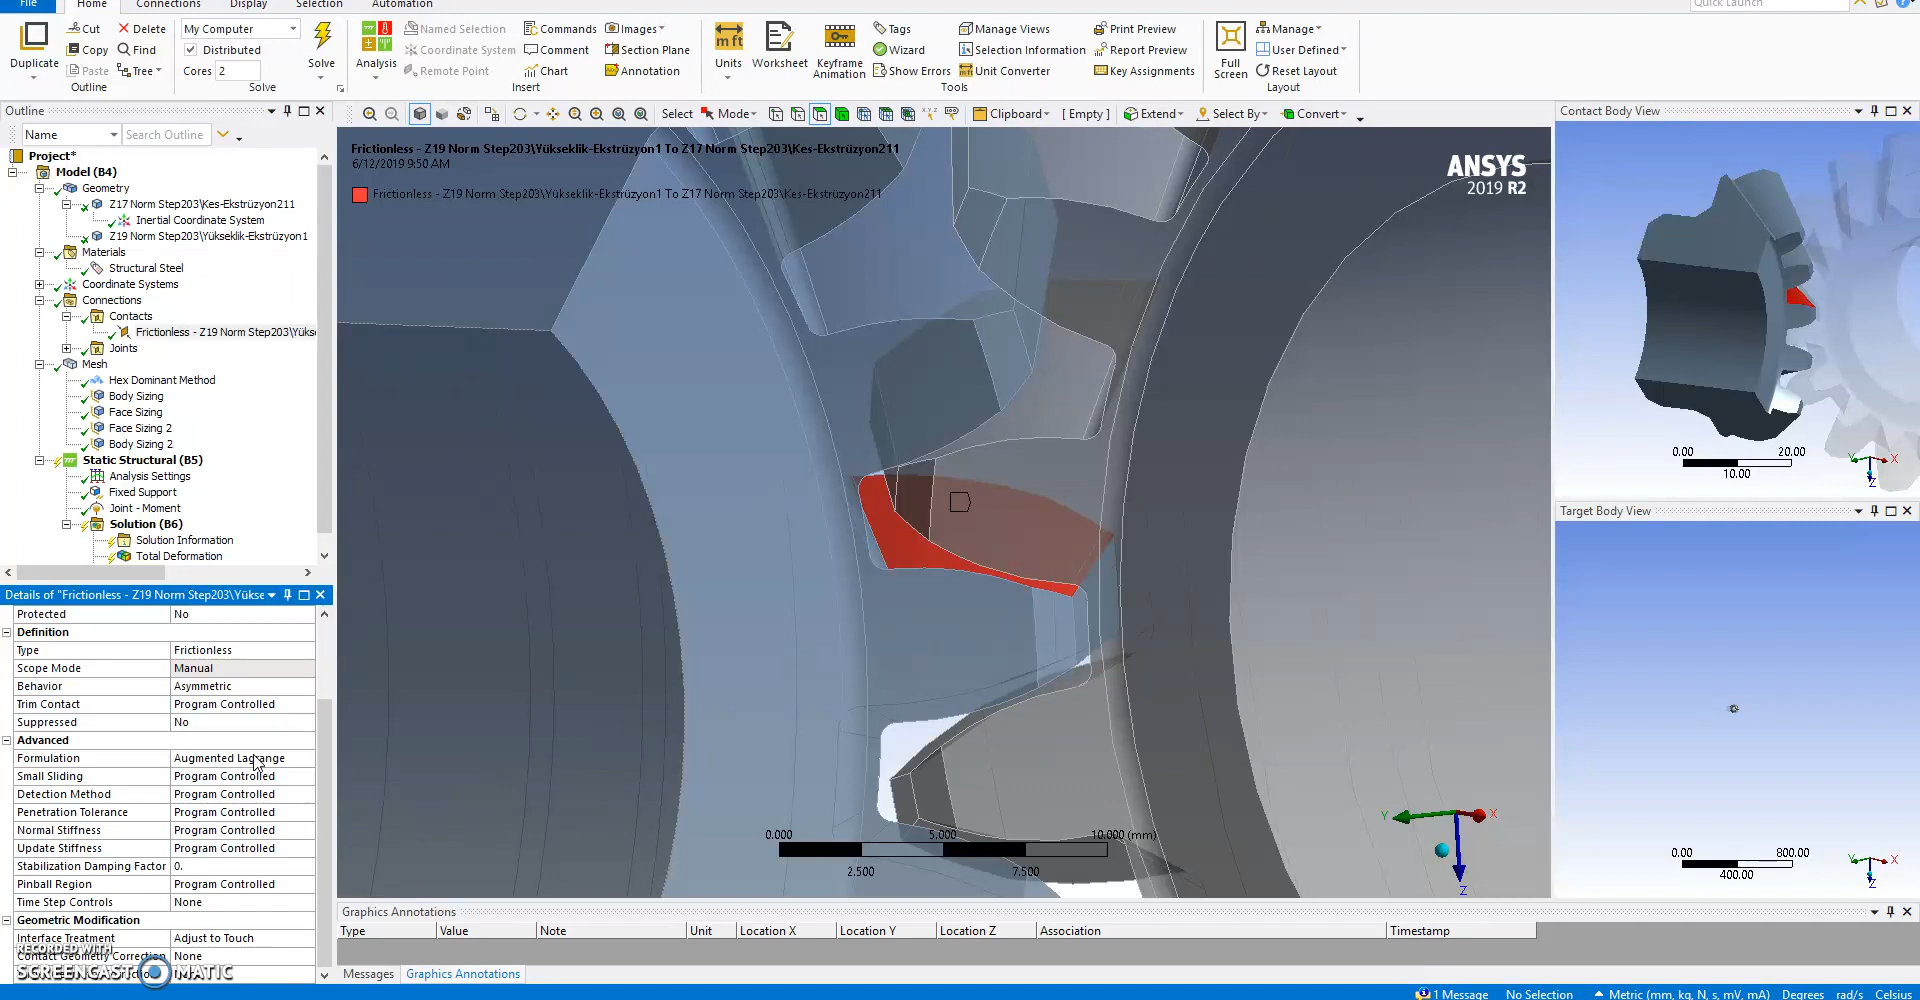 File Home Connections Display Selection Automation Quick Launch
Duplicate Cut Copy Paste Delete Find Tree
Outline
My Computer
Distributed
Cores 2
Solve
Solve
Analysis
Named Selection Commands Images
Coordinate System Comment Section Plane
Remote Point Chart Annotation
Insert
Units Worksheet Keyframe Animation
Tags Manage Views Print Preview
Wizard Selection Information Report Preview
Show Errors Unit Converter Key Assignments
Tools
Full Screen
Manage
User Defined
Reset Layout
Layout
Outline
Name Search Outline
Select Mode Clipboard [ Empty ] Extend Select By Convert
Project*
Model (B4)
Geometry
Z17 Norm Step203\Kes-Ekstrüzyon211
Inertial Coordinate System
Z19 Norm Step203\Yükseklik-Ekstrüzyon1
Materials
Structural Steel
Coordinate Systems
Connections
Contacts
Frictionless - Z19 Norm Step203\Yükse
Joints
Mesh
Hex Dominant Method
Body Sizing
Face Sizing
Face Sizing 2
Body Sizing 2
Static Structural (B5)
Analysis Settings
Fixed Support
Joint - Moment
Solution (B6)
Solution Information
Total Deformation
Details of "Frictionless - Z19 Norm Step203\Yükse
Protected No
Definition
Type Frictionless
Scope Mode Manual
Behavior Asymmetric
Trim Contact Program Controlled
Suppressed No
Advanced
Formulation Augmented Lagrange
Small Sliding Program Controlled
Detection Method Program Controlled
Penetration Tolerance Program Controlled
Normal Stiffness Program Controlled
Update Stiffness Program Controlled
Stabilization Damping Factor 0.
Pinball Region Program Controlled
Time Step Controls None
Geometric Modification
Interface Treatment Adjust to Touch
Contact Geometry Correction None
RECORDED WITH
SCREENCAST MATIC
Frictionless - Z19 Norm Step203\Yükseklik-Ekstrüzyon1 To Z17 Norm Step203\Kes-Ekstrüzyon211
6/12/2019 9:50 AM
Frictionless - Z19 Norm Step203\Yükseklik-Ekstrüzyon1 To Z17 Norm Step203\Kes-Ekstrüzyon211
ANSYS
2019 R2
0.000 5.000 10.000 (mm)
2.500 7.500
Y X
Z
Contact Body View
0.00 20.00
10.00
Y X
Z
Target Body View
0.00 800.00
400.00
Y X
Z
Graphics Annotations
Type Value Note Unit Location X Location Y Location Z Association Timestamp
Messages Graphics Annotations
1 Message No Selection Metric (mm, kg, N, s, mV, mA) Degrees rad/s Celsius